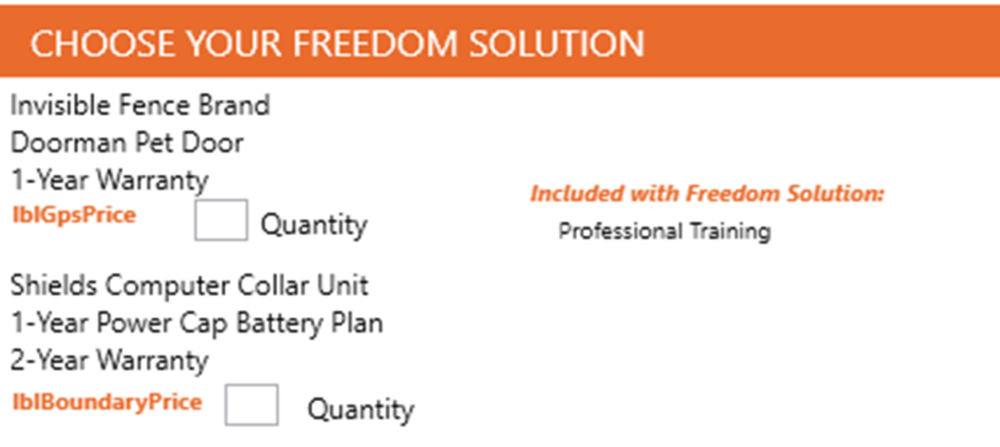 CHOOSE YOUR FREEDOM SOLUTION
Invisible Fence Brand
Doorman Pet Door
1-Year Warranty
lblGpsPrice
Quantity
Included with Freedom Solution:
Professional Training
Shields Computer Collar Unit
1-Year Power Cap Battery Plan
2-Year Warranty
lblBoundaryPrice
Quantity